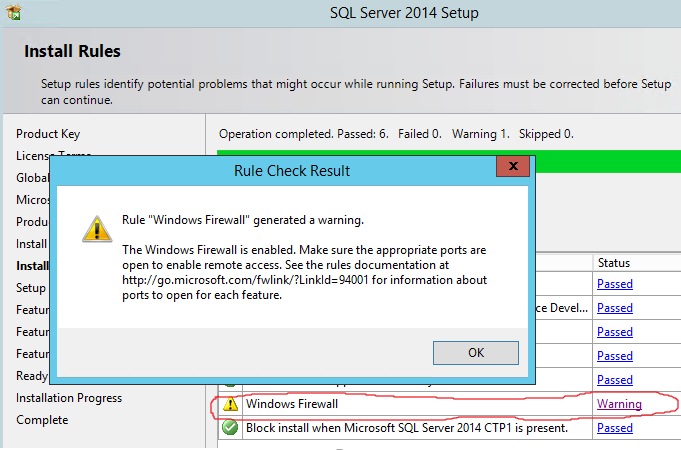 SQL Server 2014 Setup
Install Rules
Setup rules identify potential problems that might occur while running Setup. Failures must be corrected before Setup
can continue.
Product Key
Operation completed. Passed: 6. Failed 0. Warning 1. Skipped 0.
License Terms
Global
Micros
Produ
Install
Install
Setup
Featur
Featur
Featur
Ready
Installation Progress
Complete
Rule Check Result
x
Rule "Windows Firewall" generated a warning.
The Windows Firewall is enabled. Make sure the appropriate ports are
open to enable remote access. See the rules documentation at
http://go.microsoft.com/fwlink/?LinkId=94001 for information about
ports to open for each feature.
OK
Status
Passed
ce Devel... Passed
Passed
Passed
Passed
Windows Firewall Warning
Block install when Microsoft SQL Server 2014 CTP1 is present. Passed